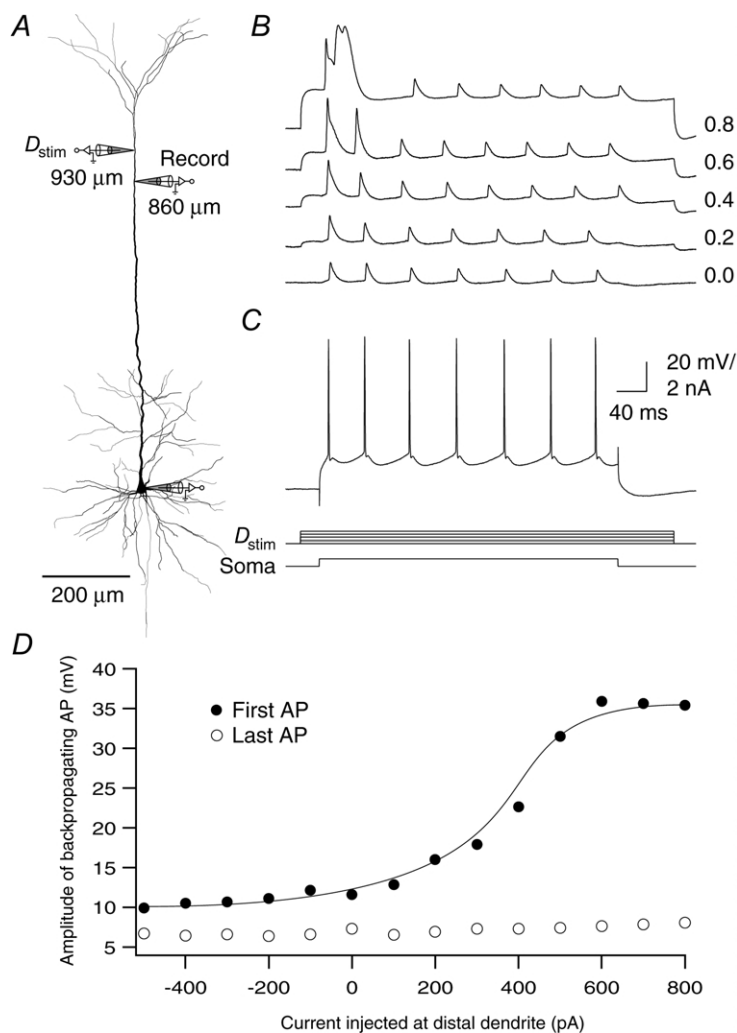 A
D stim
930 µm
Record
860 µm
200 µm
B
0.8
0.6
0.4
0.2
0.0
C
20 mV/
2 nA
40 ms
D stim
Soma
D
Amplitude of backpropagating AP (mV)
40
35
30
25
20
15
10
5
First AP
Last AP
-400 -200 0 200 400 600 800
Current injected at distal dendrite (pA)